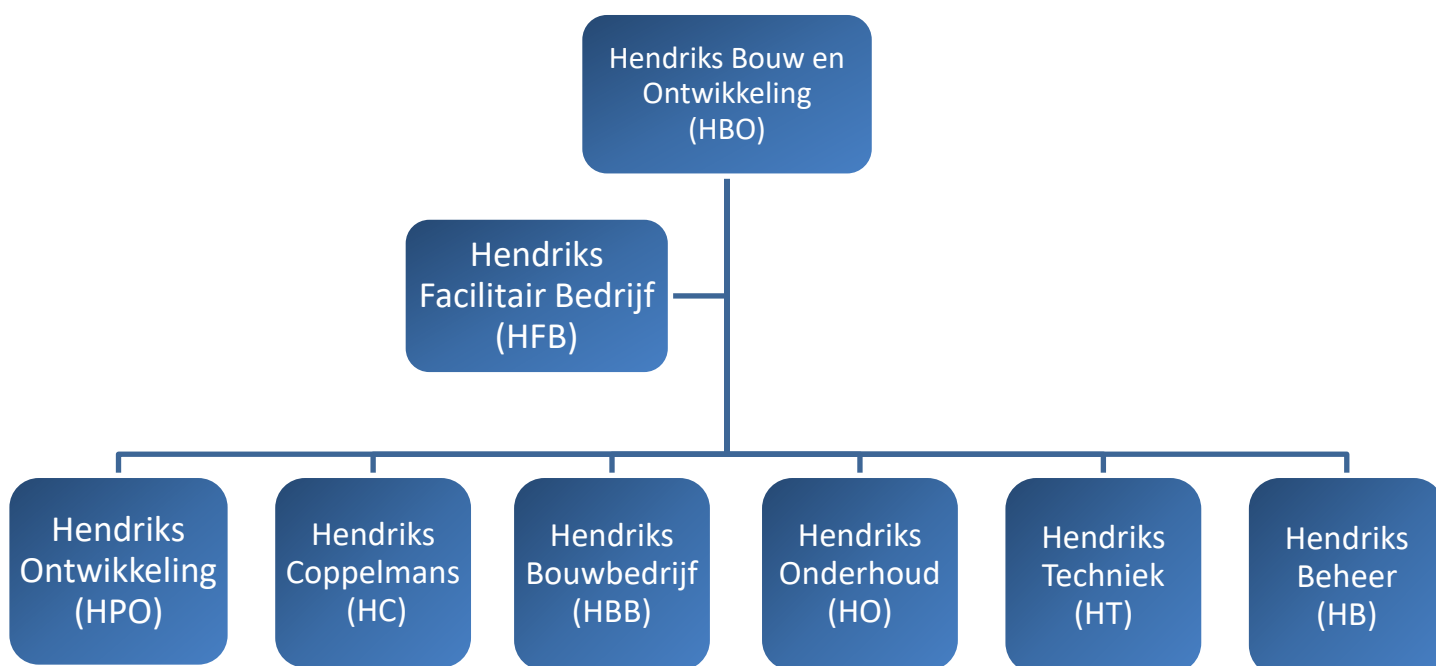 Hendriks Bouw en
Ontwikkeling
(HBO)
Hendriks
Facilitair Bedrijf
(HFB)
Hendriks
Ontwikkeling
(HPO)
Hendriks
Coppelmans
(HC)
Hendriks
Bouwbedrijf
(HBB)
Hendriks
Onderhoud
(HO)
Hendriks
Techniek
(HT)
Hendriks
Beheer
(HB)